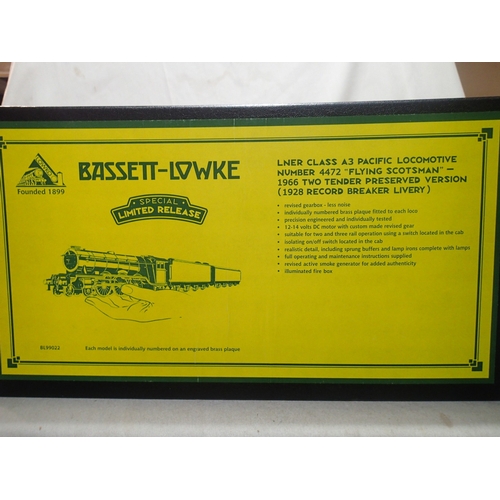 Founded 1899
BASSETT-LOWKE
SPECIAL
LIMITED RELEASE
LNER CLASS A3 PACIFIC LOCOMOTIVE
NUMBER 4472 "FLYING SCOTSMAN" –
1966 TWO TENDER PRESERVED VERSION
(1928 RECORD BREAKER LIVERY)
• revised gearbox - less noise
• individually numbered brass plaque fitted to each loco
• precision engineered and individually tested
• 12-14 volts DC motor with custom made revised gear
• suitable for two and three rail operation using a switch located in the cab
• isolating on/off switch located in the cab
• realistic detail, including sprung buffers and lamp irons complete with lamps
• full operating and maintenance instructions supplied
• revised active smoke generator for added authenticity
• illuminated fire box
BL99022
Each model is individually numbered on an engraved brass plaque